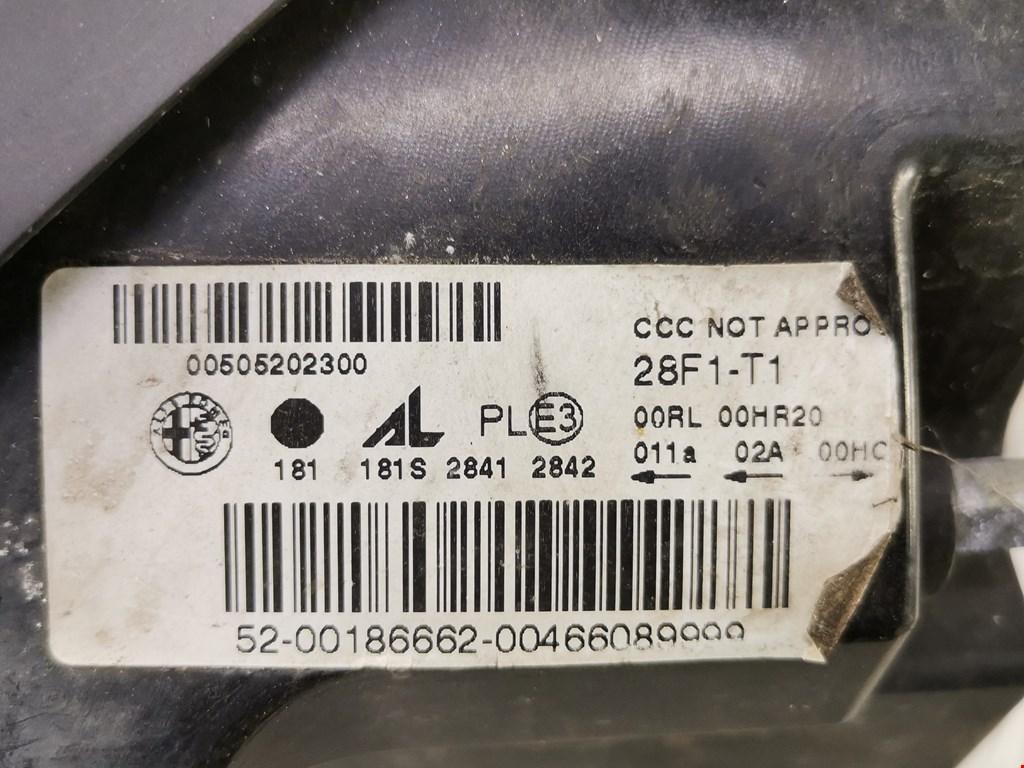 00505202300
CCC NOT APPRO
28F1-T1
AL PL E3
00RL 00HR20
181 181S 2841 2842
011a 02A 00HC
52-00186662-00466089999